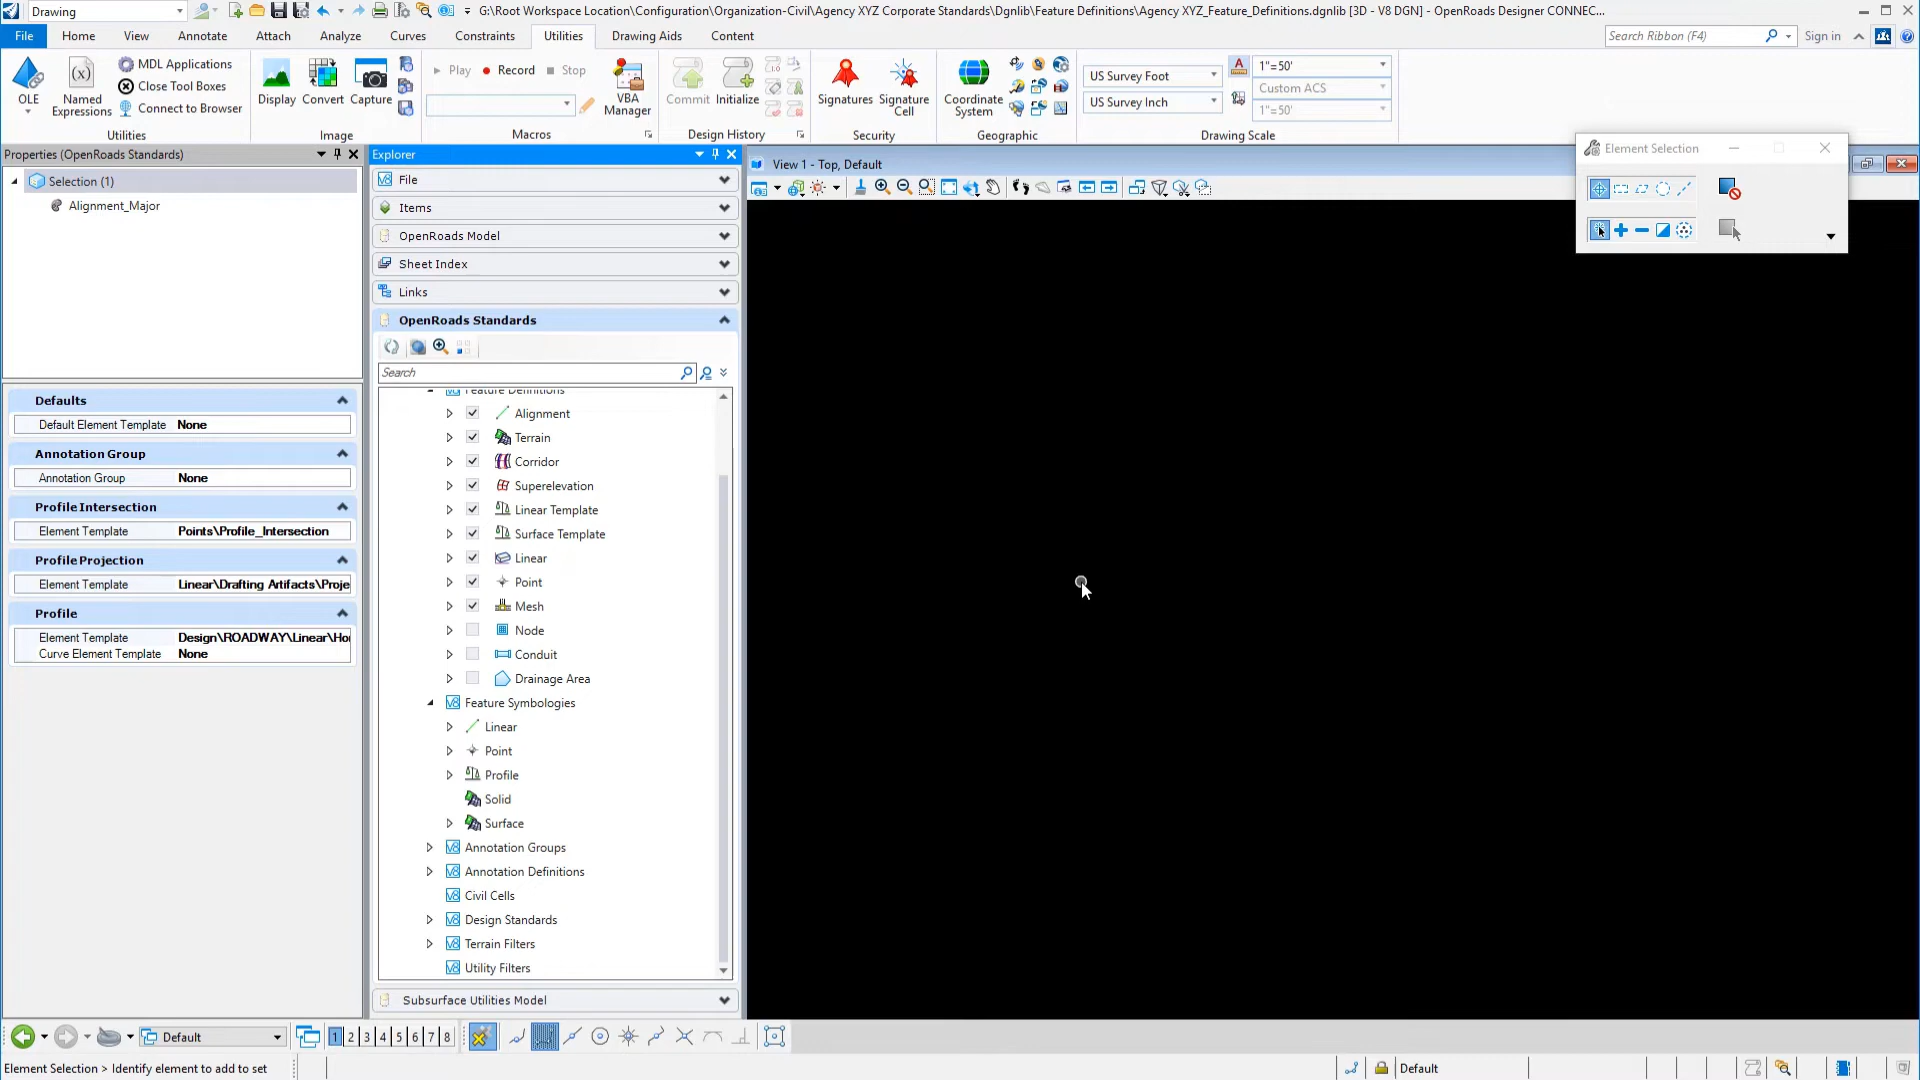 Drawing
G:\Root Workspace Location\Configuration\Organization-Civil\Agency XYZ Corporate Standards\Dgnlib\Feature Definitions\Agency XYZ_Feature_Definitions.dgnlib [3D - V8 DGN] - OpenRoads Designer CONNEC...
File Home View Annotate Attach Analyze Curves Constraints Utilities Drawing Aids Content
Search Ribbon (F4)
Sign in
OLE
Named
Expressions
MDL Applications
Close Tool Boxes
Connect to Browser
Utilities
Display Convert Capture
Image
Play Record Stop
VBA
Manager
Macros
Commit Initialize
Design History
Signatures
Signature
Cell
Security
Coordinate
System
Geographic
US Survey Foot
US Survey Inch
1"=50'
Custom ACS
1"=50'
Drawing Scale
Properties (OpenRoads Standards)
Selection (1)
Alignment_Major
Defaults
Default Element Template None
Annotation Group
Annotation Group None
Profile Intersection
Element Template Points\Profile_Intersection
Profile Projection
Element Template Linear\Drafting Artifacts\Proje
Profile
Element Template Design\ROADWAY\Linear\Ho
Curve Element Template None
Explorer
File
Items
OpenRoads Model
Sheet Index
Links
OpenRoads Standards
Search
Feature Definitions
Alignment
Terrain
Corridor
Superelevation
Linear Template
Surface Template
Linear
Point
Mesh
Node
Conduit
Drainage Area
Feature Symbologies
Linear
Point
Profile
Solid
Surface
Annotation Groups
Annotation Definitions
Civil Cells
Design Standards
Terrain Filters
Utility Filters
Subsurface Utilities Model
View 1 - Top, Default
Element Selection
Default
1 2 3 4 5 6 7 8
Element Selection > Identify element to add to set
Default